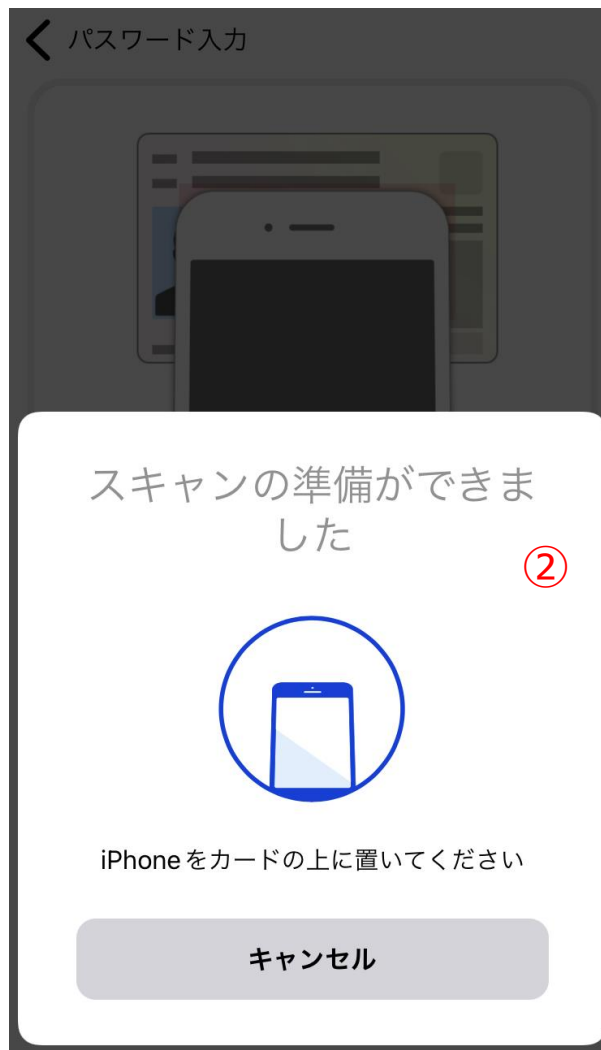 パスワード入力
スキャンの準備ができま
した
②
iPhoneをカードの上に置いてください
キャンセル